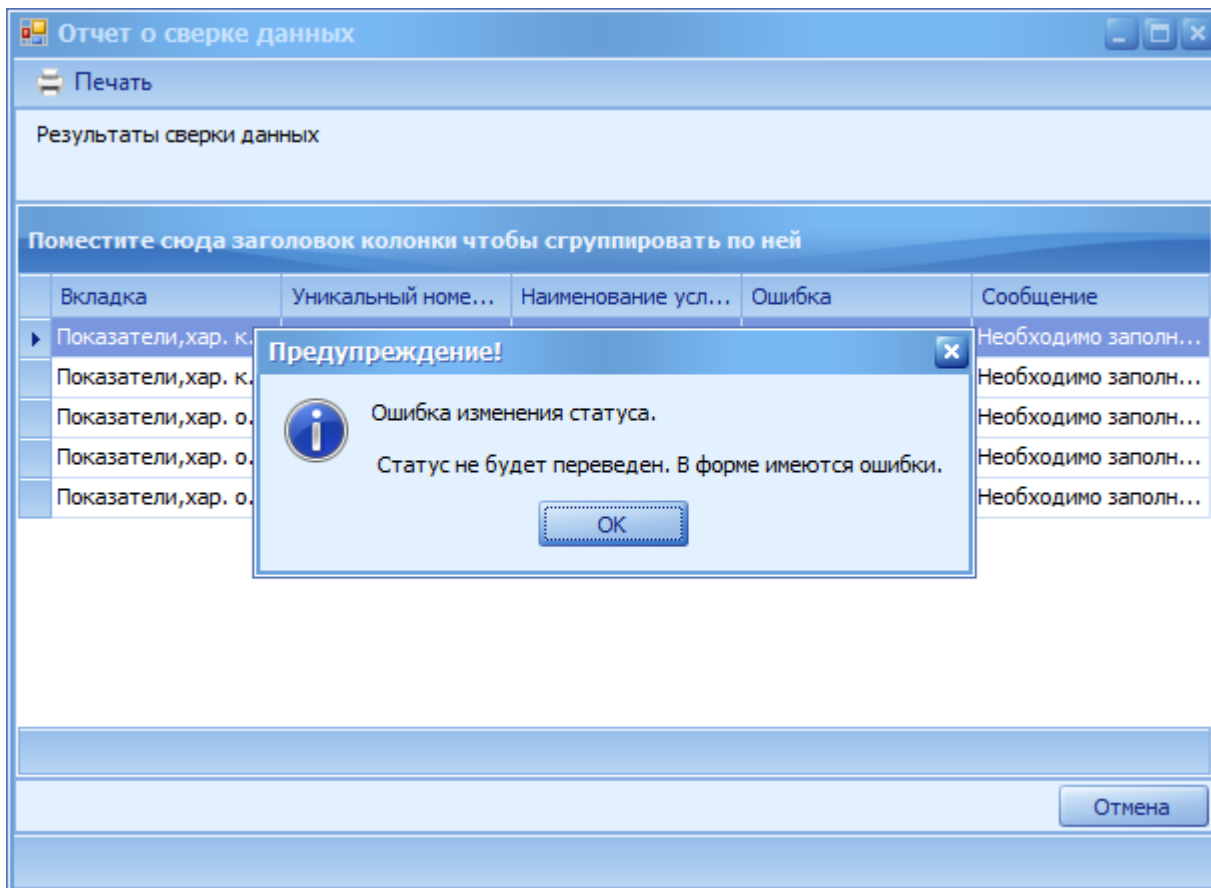 Отчет о сверке данных
Печать
Результаты сверки данных
Поместите сюда заголовок колонки чтобы сгруппировать по ней
Вкладка Уникальный номе... Наименование усл... Ошибка Сообщение
Показатели,хар. к. Необходимо заполн...
Показатели,хар. к. Необходимо заполн...
Показатели,хар. о. Необходимо заполн...
Показатели,хар. о. Необходимо заполн...
Показатели,хар. о. Необходимо заполн...
Предупреждение!
Ошибка изменения статуса.
Статус не будет переведен. В форме имеются ошибки.
OK
Отмена